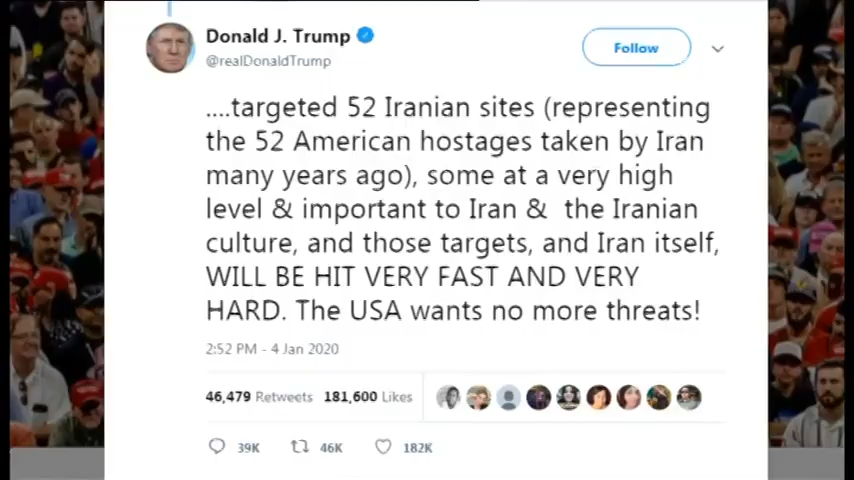 Donald J. Trump
@realDonaldTrump
Follow
....targeted 52 Iranian sites (representing
the 52 American hostages taken by Iran
many years ago), some at a very high
level & important to Iran & the Iranian
culture, and those targets, and Iran itself,
WILL BE HIT VERY FAST AND VERY
HARD. The USA wants no more threats!
2:52 PM - 4 Jan 2020
46,479 Retweets 181,600 Likes
39K 46K 182K